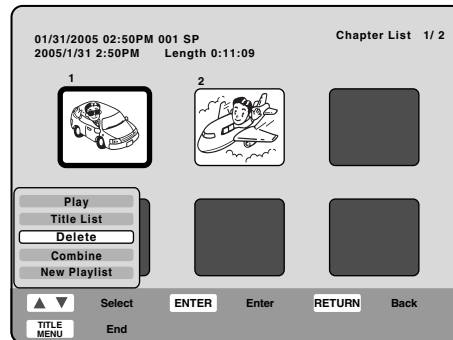 01/31/2005 02:50PM 001 SP
Chapter List 1/ 2
2005/1/31 2:50PM Length 0:11:09
1
2
Play
Title List
Delete
Combine
New Playlist
▲ ▼ Select ENTER Enter RETURN Back
TITLE MENU End